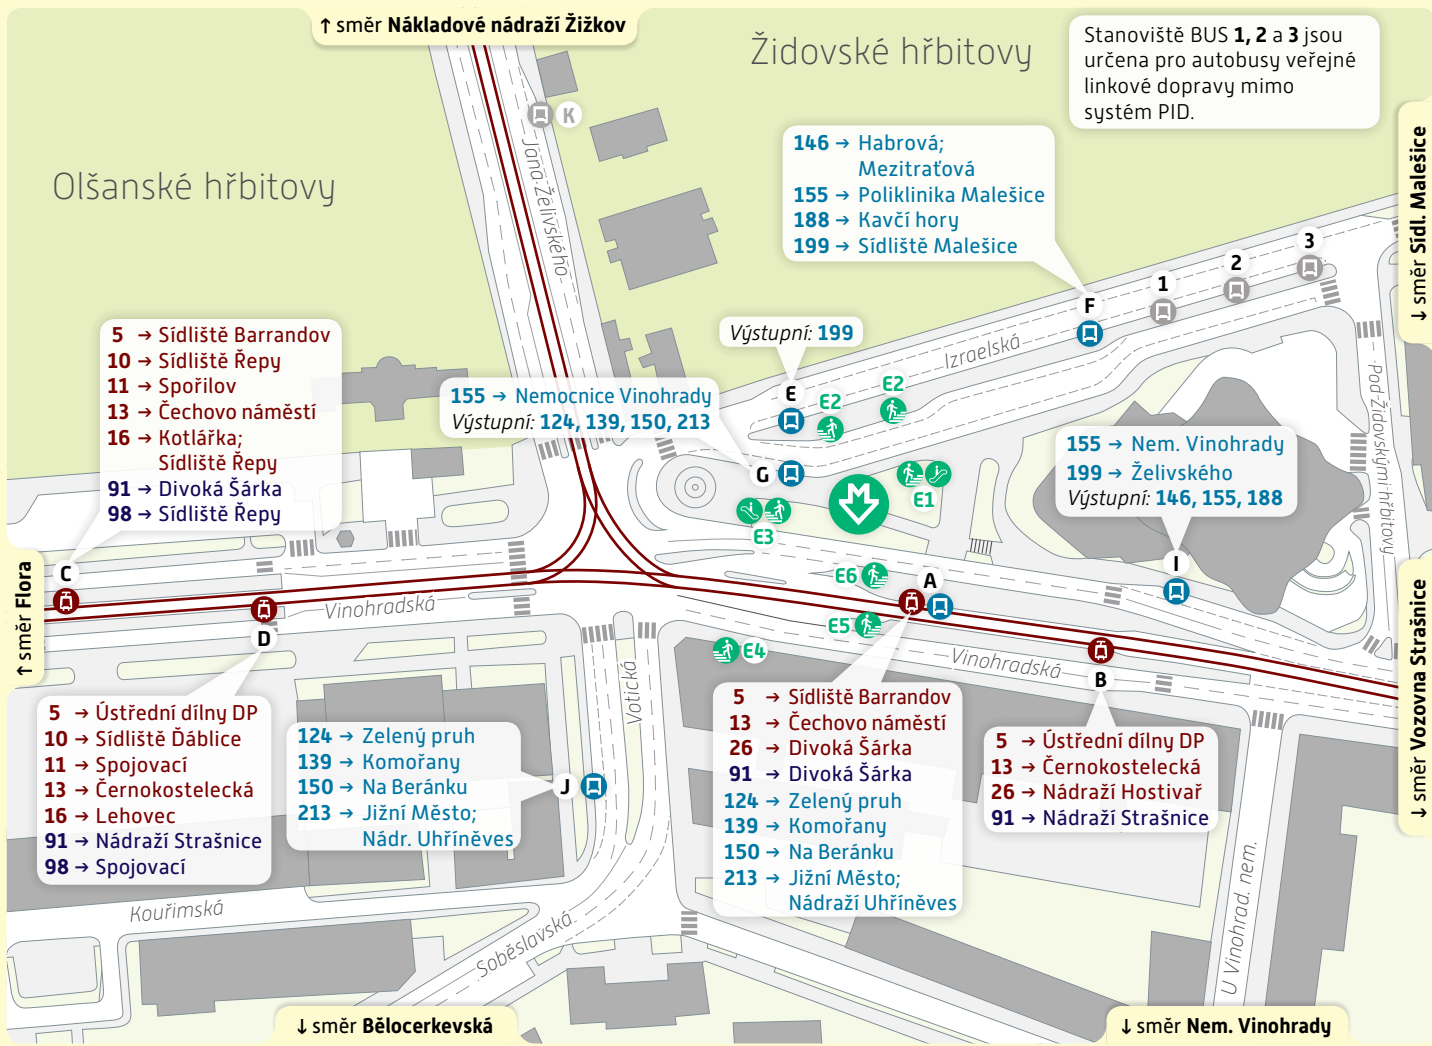 ↑ směr Nákladové nádraží Žižkov
Židovské hřbitovy
Stanoviště BUS 1, 2 a 3 jsou
určena pro autobusy veřejné
linkové dopravy mimo
systém PID.
K
Jana Želivského
Olšanské hřbitovy
146 → Habrová;
Mezitraťová
155 → Poliklinika Malešice
188 → Kavčí hory
199 → Sídliště Malešice
↓ směr Sídl. Malešice
3
2
1
F
Izraelská
Pod Židovskými hřbitovy
5 → Sídliště Barrandov
10 → Sídliště Řepy
11 → Spořilov
13 → Čechovo náměstí
16 → Kotlářka;
Sídliště Řepy
91 → Divoká Šárka
98 → Sídliště Řepy
Výstupní: 199
E
E2
E2
155 → Nemocnice Vinohrady
Výstupní: 124, 139, 150, 213
G
E1
E3
M
155 → Nem. Vinohrady
199 → Želivského
Výstupní: 146, 155, 188
I
C
↑ směr Flora
D
Vinohradská
E6
A
E5
E4
Vinohradská
B
↓ směr Vozovna Strašnice
Votická
5 → Ústřední dílny DP
10 → Sídliště Ďáblice
11 → Spojovací
13 → Černokostelecká
16 → Lehovec
91 → Nádraží Strašnice
98 → Spojovací
124 → Zelený pruh
139 → Komořany
150 → Na Beránku
213 → Jižní Město;
Nádr. Uhříněves
J
5 → Sídliště Barrandov
13 → Čechovo náměstí
26 → Divoká Šárka
91 → Divoká Šárka
124 → Zelený pruh
139 → Komořany
150 → Na Beránku
213 → Jižní Město;
Nádraží Uhříněves
5 → Ústřední dílny DP
13 → Černokostelecká
26 → Nádraží Hostivař
91 → Nádraží Strašnice
Kouřimská
Soběslavská
U Vinohrad. nem.
↓ směr Bělocerkevská
↓ směr Nem. Vinohrady